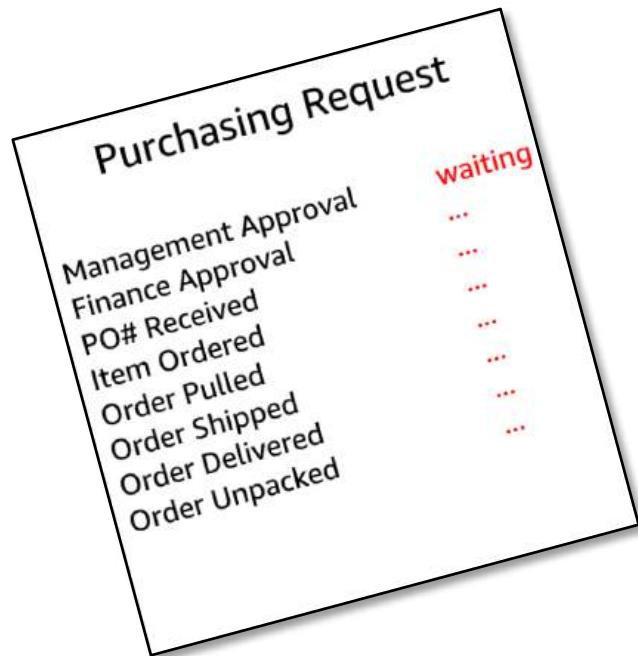 Purchasing Request
Management Approval waiting
Finance Approval ...
PO# Received ...
Item Ordered ...
Order Pulled ...
Order Shipped ...
Order Delivered ...
Order Unpacked ...